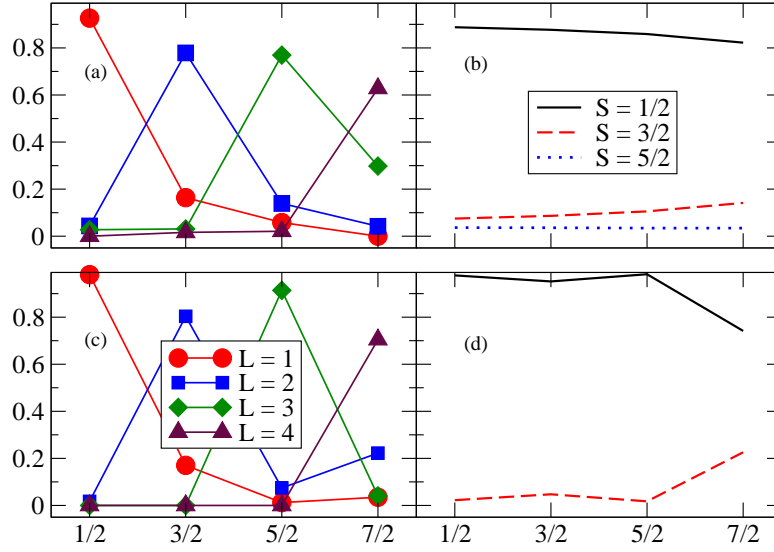 0.8
0.6
0.4
0.2
0
(a)
(b)
S = 1/2
S = 3/2
S = 5/2
0.8
0.6
0.4
0.2
0
(c)
(d)
L = 1
L = 2
L = 3
L = 4
1/2 3/2 5/2 7/2 1/2 3/2 5/2 7/2